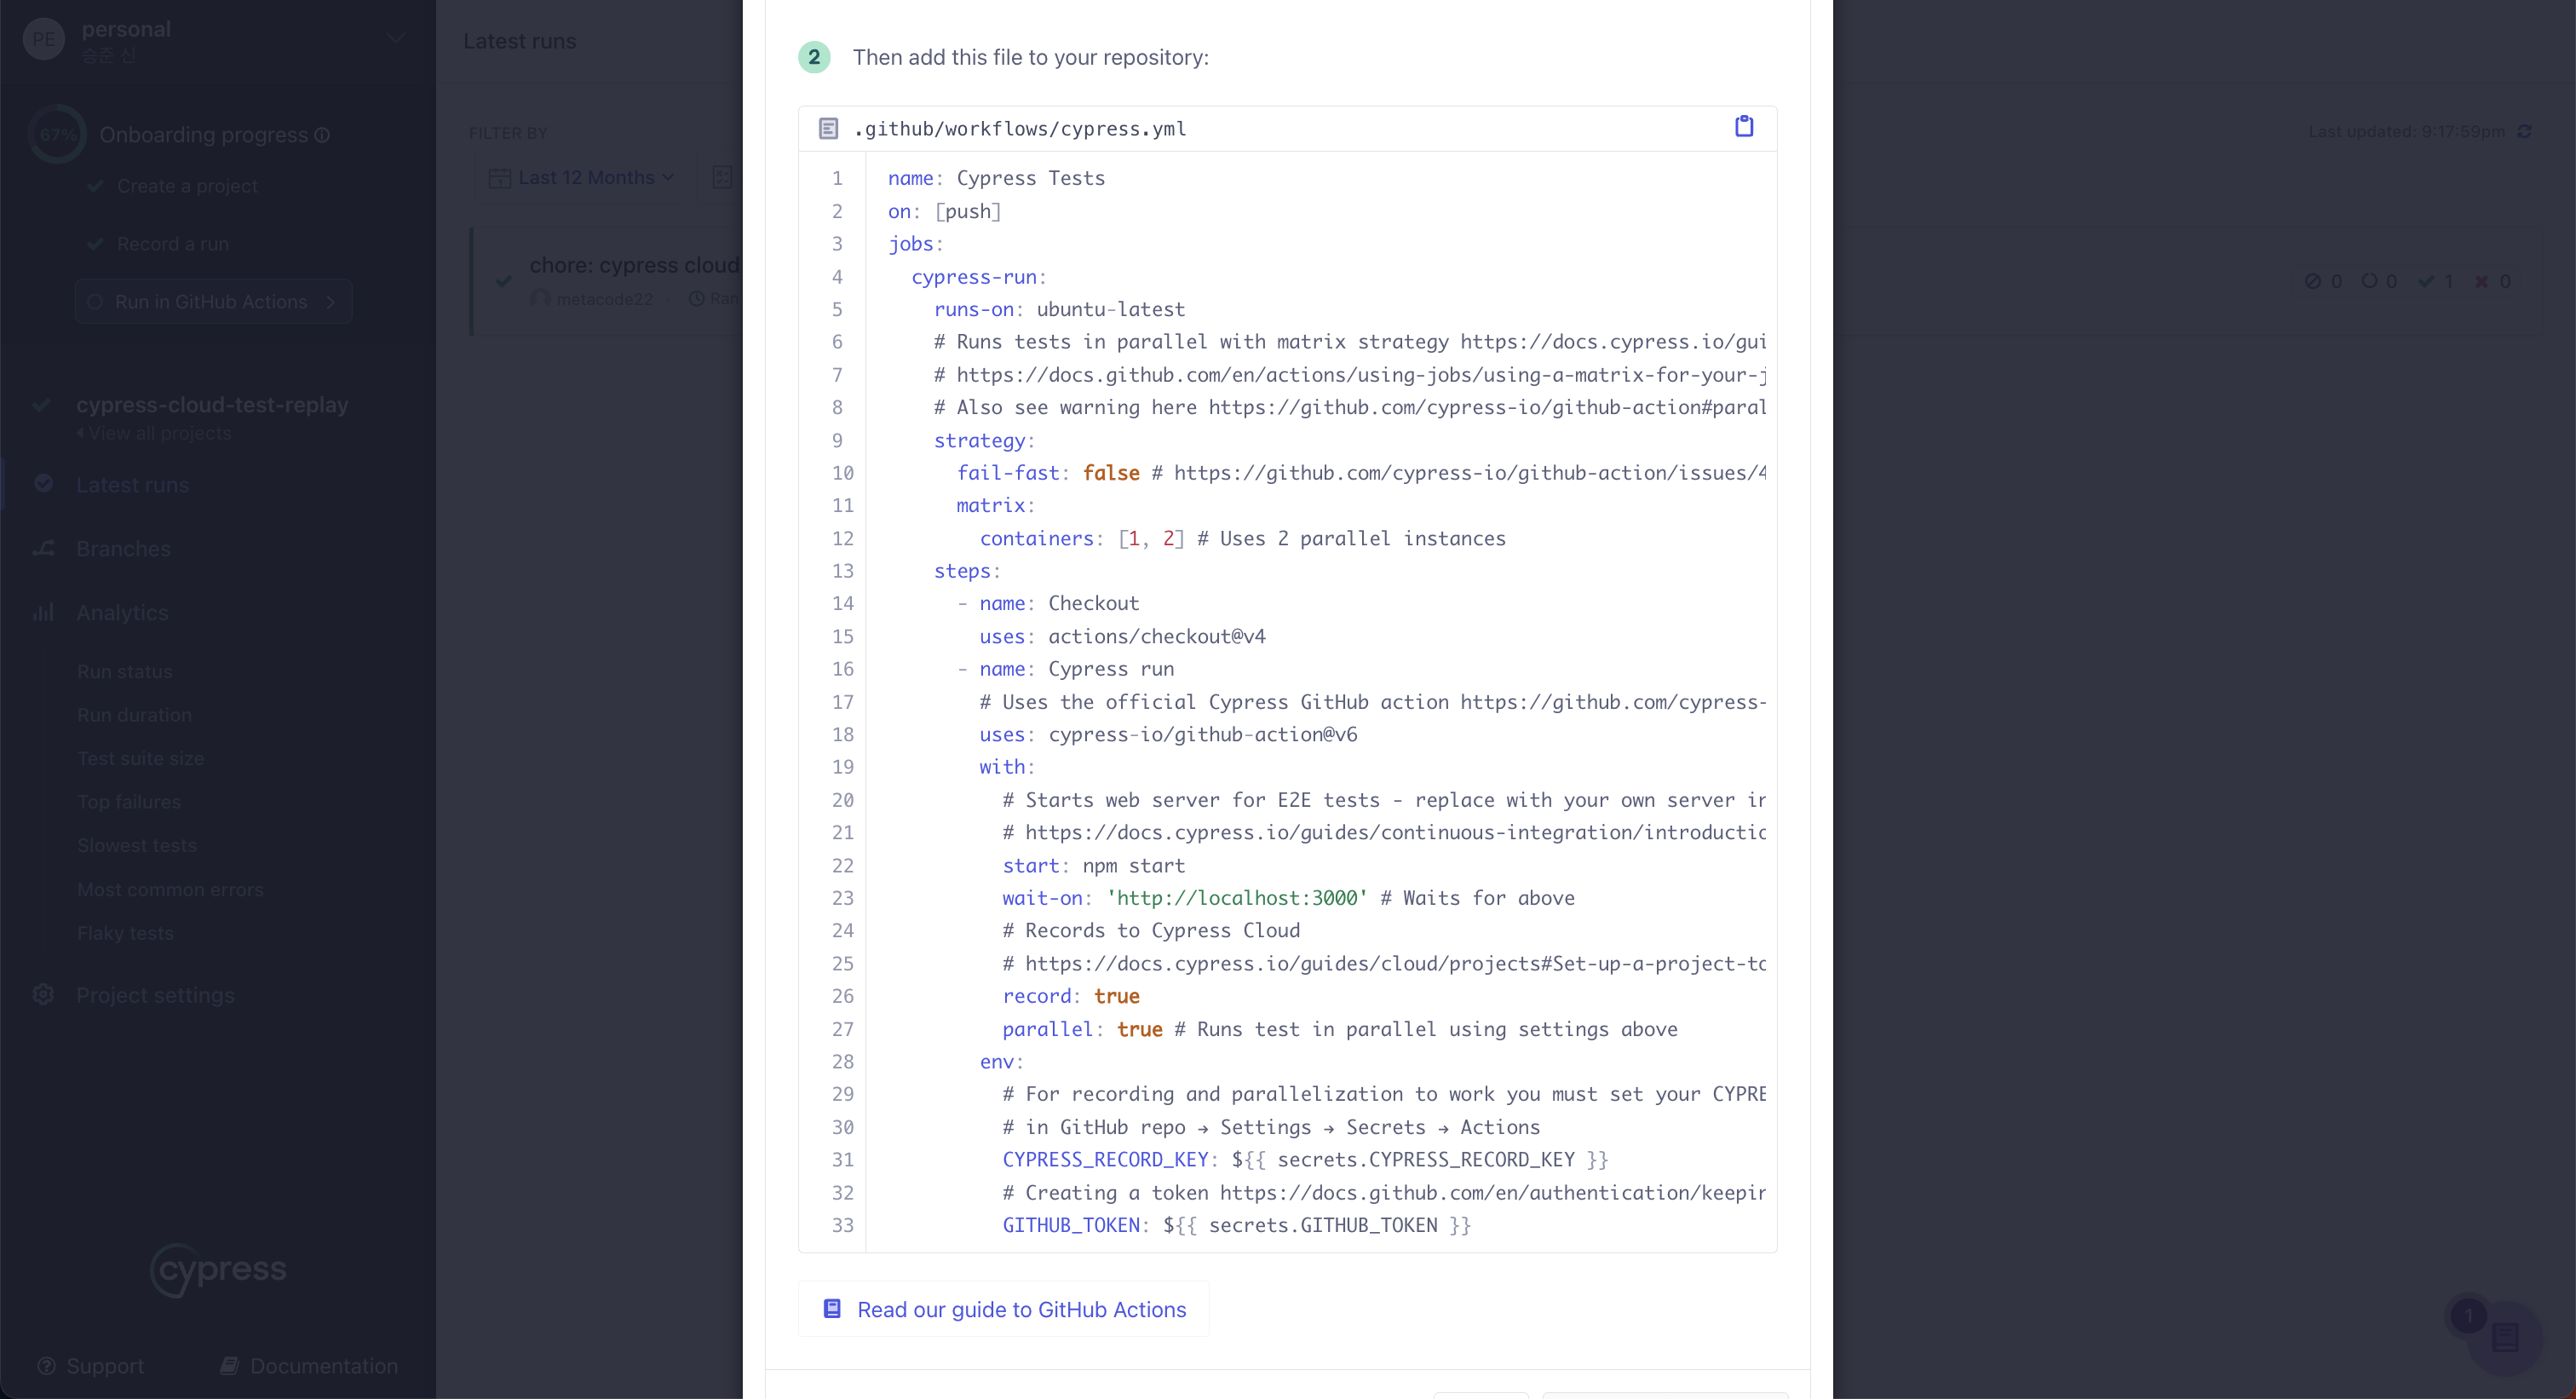 PE
personal
승준 신
67%
Onboarding progress
Create a project
Record a run
Run in GitHub Actions
cypress-cloud-test-replay
View all projects
Latest runs
Branches
Analytics
Run status
Run duration
Test suite size
Top failures
Slowest tests
Most common errors
Flaky tests
Project settings
cypress
Support
Documentation
Latest runs
FILTER BY
Last 12 Months
chore: cypress cloud
metacode22
Ran
2 Then add this file to your repository:
.github/workflows/cypress.yml
1 name: Cypress Tests
2 on: [push]
3 jobs:
4 cypress-run:
5 runs-on: ubuntu-latest
6 # Runs tests in parallel with matrix strategy https://docs.cypress.io/gui
7 # https://docs.github.com/en/actions/using-jobs/using-a-matrix-for-your-j
8 # Also see warning here https://github.com/cypress-io/github-action#paral
9 strategy:
10 fail-fast: false # https://github.com/cypress-io/github-action/issues/4
11 matrix:
12 containers: [1, 2] # Uses 2 parallel instances
13 steps:
14 - name: Checkout
15 uses: actions/checkout@v4
16 - name: Cypress run
17 # Uses the official Cypress GitHub action https://github.com/cypress-
18 uses: cypress-io/github-action@v6
19 with:
20 # Starts web server for E2E tests - replace with your own server in
21 # https://docs.cypress.io/guides/continuous-integration/introductio
22 start: npm start
23 wait-on: 'http://localhost:3000' # Waits for above
24 # Records to Cypress Cloud
25 # https://docs.cypress.io/guides/cloud/projects#Set-up-a-project-to
26 record: true
27 parallel: true # Runs test in parallel using settings above
28 env:
29 # For recording and parallelization to work you must set your CYPRE
30 # in GitHub repo → Settings → Secrets → Actions
31 CYPRESS_RECORD_KEY: ${{ secrets.CYPRESS_RECORD_KEY }}
32 # Creating a token https://docs.github.com/en/authentication/keepin
33 GITHUB_TOKEN: ${{ secrets.GITHUB_TOKEN }}
Read our guide to GitHub Actions
Last updated: 9:17:59pm
0 0 1 0
1